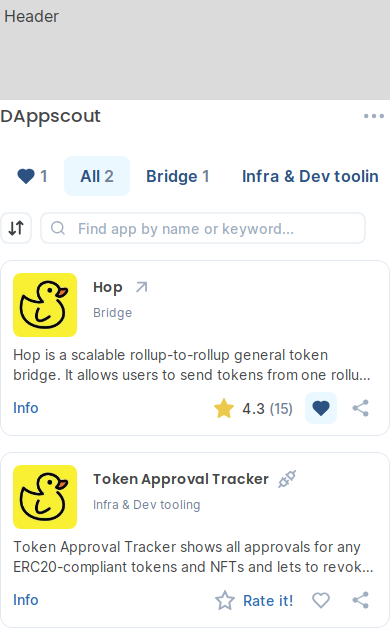 Header
DAppscout
1
All 2
Bridge 1
Infra & Dev toolin
Find app by name or keyword...
Hop
Bridge
Hop is a scalable rollup-to-rollup general token
bridge. It allows users to send tokens from one rollu...
Info
4.3 (15)
Token Approval Tracker
Infra & Dev tooling
Token Approval Tracker shows all approvals for any
ERC20-compliant tokens and NFTs and lets to revok...
Info
Rate it!